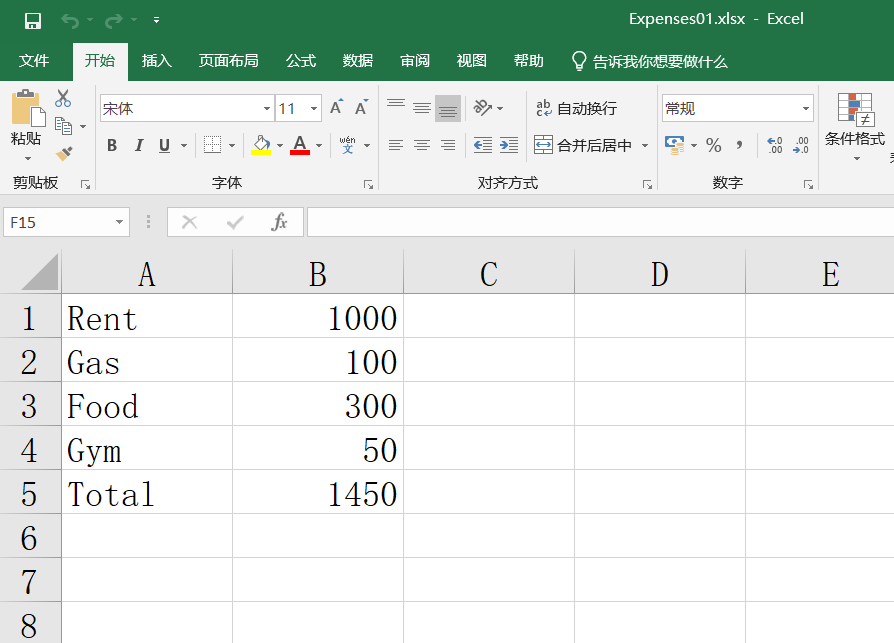 Expenses01.xlsx - Excel
文件 开始 插入 页面布局 公式 数据 审阅 视图 帮助 告诉我你想要做什么
宋体 11 A A ab 自动换行 常规
粘贴 B I U A wén 文 合并后居中 % , .00 条件格式
剪贴板 字体 对齐方式 数字
F15 fx
A B C D E
1 Rent 1000
2 Gas 100
3 Food 300
4 Gym 50
5 Total 1450
6
7
8